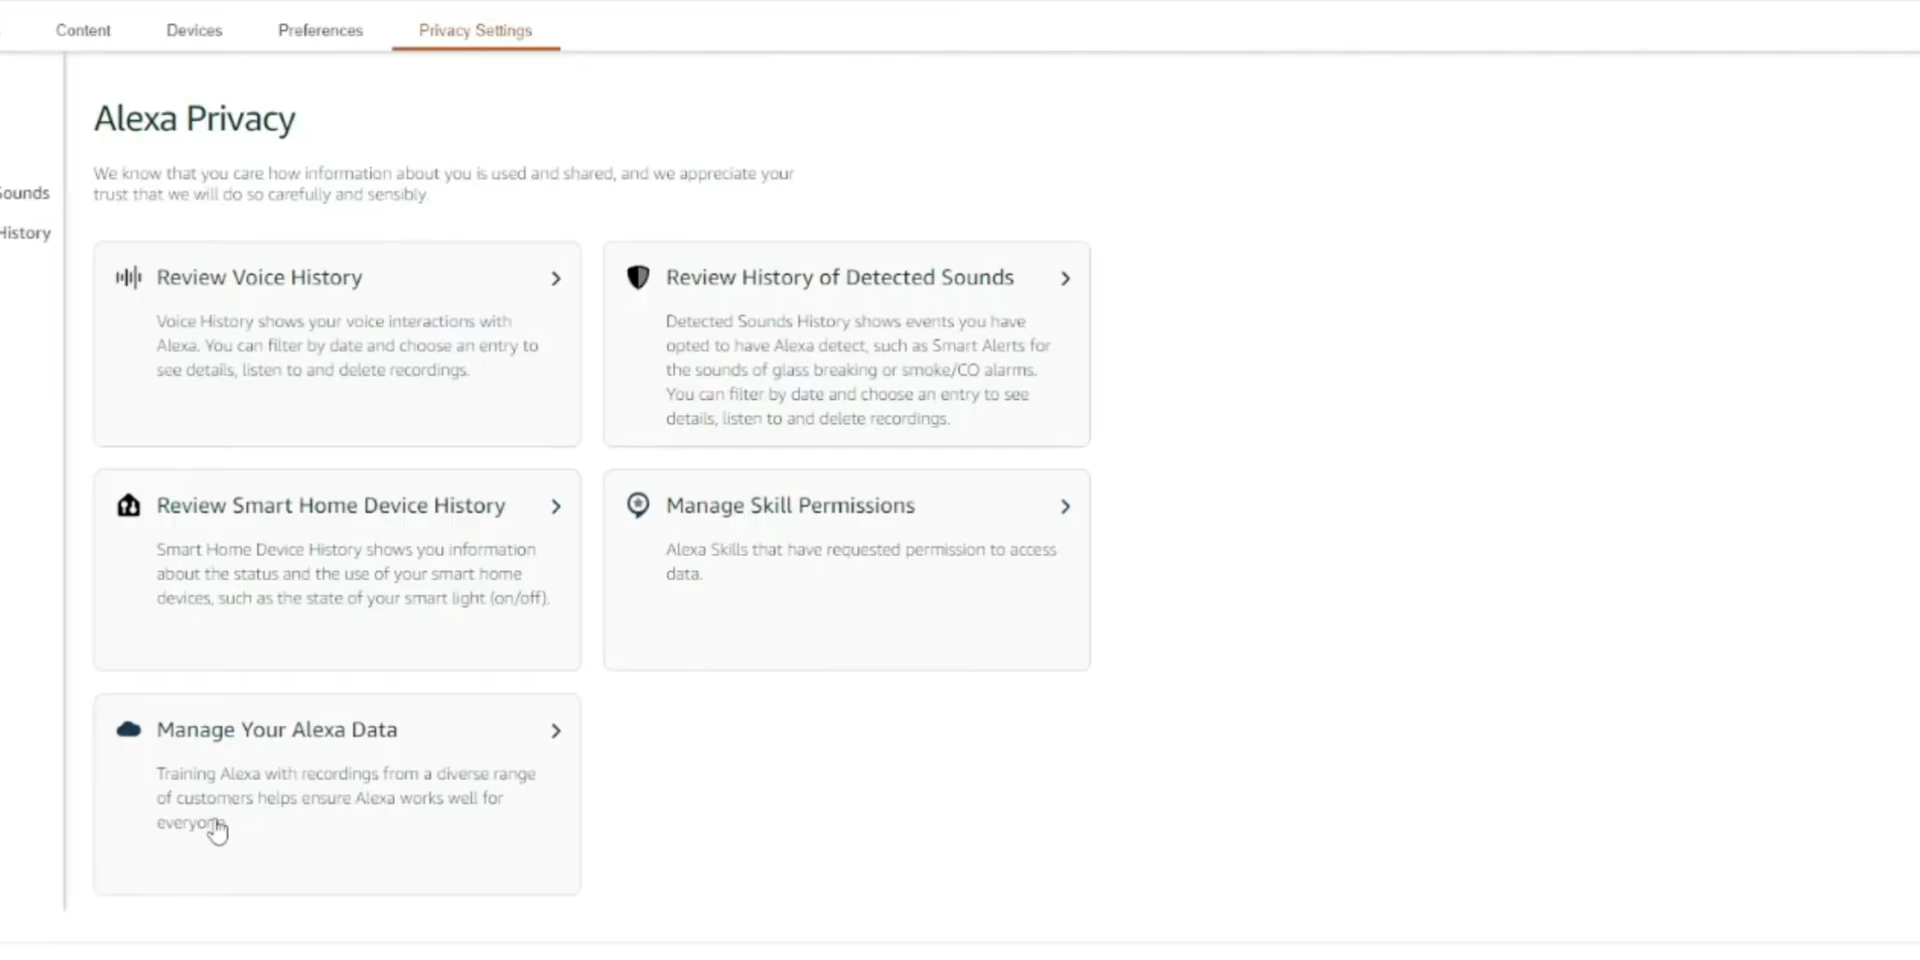 Content
Devices
Preferences
Privacy Settings
Sounds
History
Alexa Privacy
We know that you care how information about you is used and shared, and we appreciate your
trust that we will do so carefully and sensibly.
Review Voice History
Voice History shows your voice interactions with
Alexa. You can filter by date and choose an entry to
see details, listen to and delete recordings.
Review History of Detected Sounds
Detected Sounds History shows events you have
opted to have Alexa detect, such as Smart Alerts for
the sounds of glass breaking or smoke/CO alarms.
You can filter by date and choose an entry to see
details, listen to and delete recordings.
Review Smart Home Device History
Smart Home Device History shows you information
about the status and the use of your smart home
devices, such as the state of your smart light (on/off).
Manage Skill Permissions
Alexa Skills that have requested permission to access
data.
Manage Your Alexa Data
Training Alexa with recordings from a diverse range
of customers helps ensure Alexa works well for
everyone.